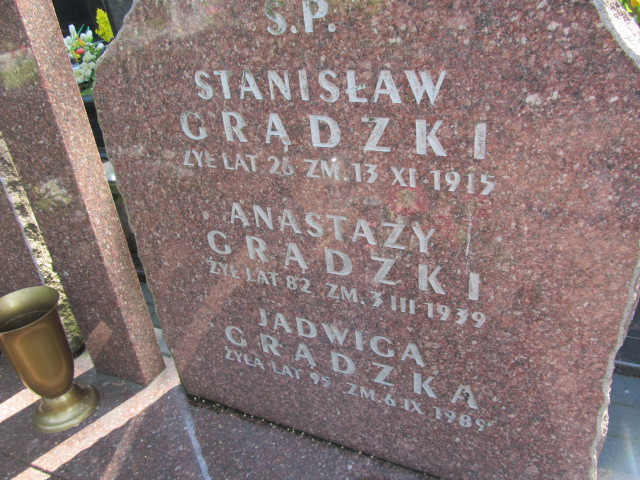 Ś.P.
STANISŁAW
GRĄDZKI
ŻYŁ LAT 26 ZM. 13 XI 1915
ANASTAZY
GRĄDZKI
ŻYŁ LAT 82 ZM. 3 III 1939
JADWIGA
GRĄDZKA
ŻYŁA LAT 95 ZM. 6 IX 1989